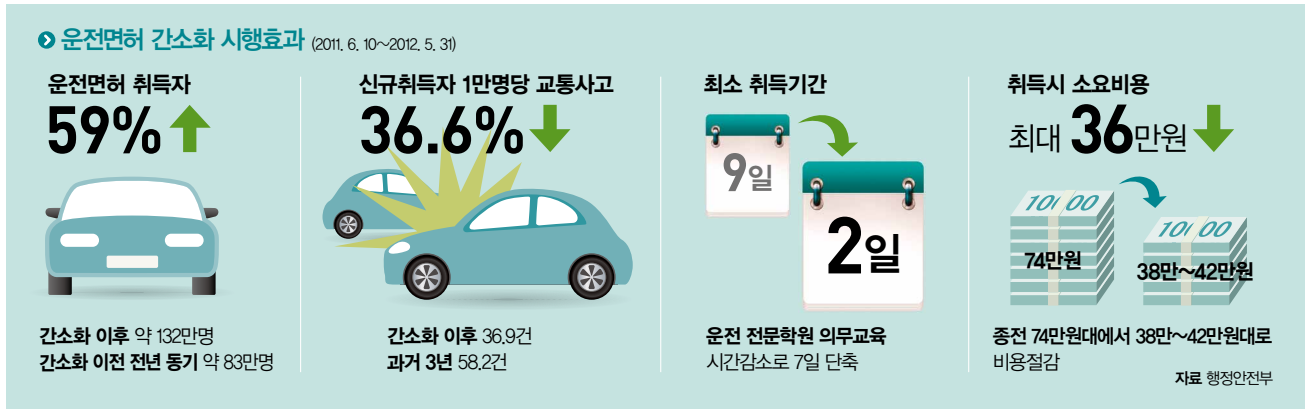 운전면허 간소화 시행효과 (2011. 6. 10~2012. 5. 31)
운전면허 취득자
59%
간소화 이후 약 132만명
간소화 이전 전년 동기 약 83만명
신규취득자 1만명당 교통사고
36.6%
간소화 이후 36.9건
과거 3년 58.2건
최소 취득기간
9일
2일
운전 전문학원 의무교육
시간감소로 7일 단축
취득시 소요비용
최대 36만원
10000
74만원
10000
38만~42만원
종전 74만원대에서 38만~42만원대로
비용절감
자료 행정안전부